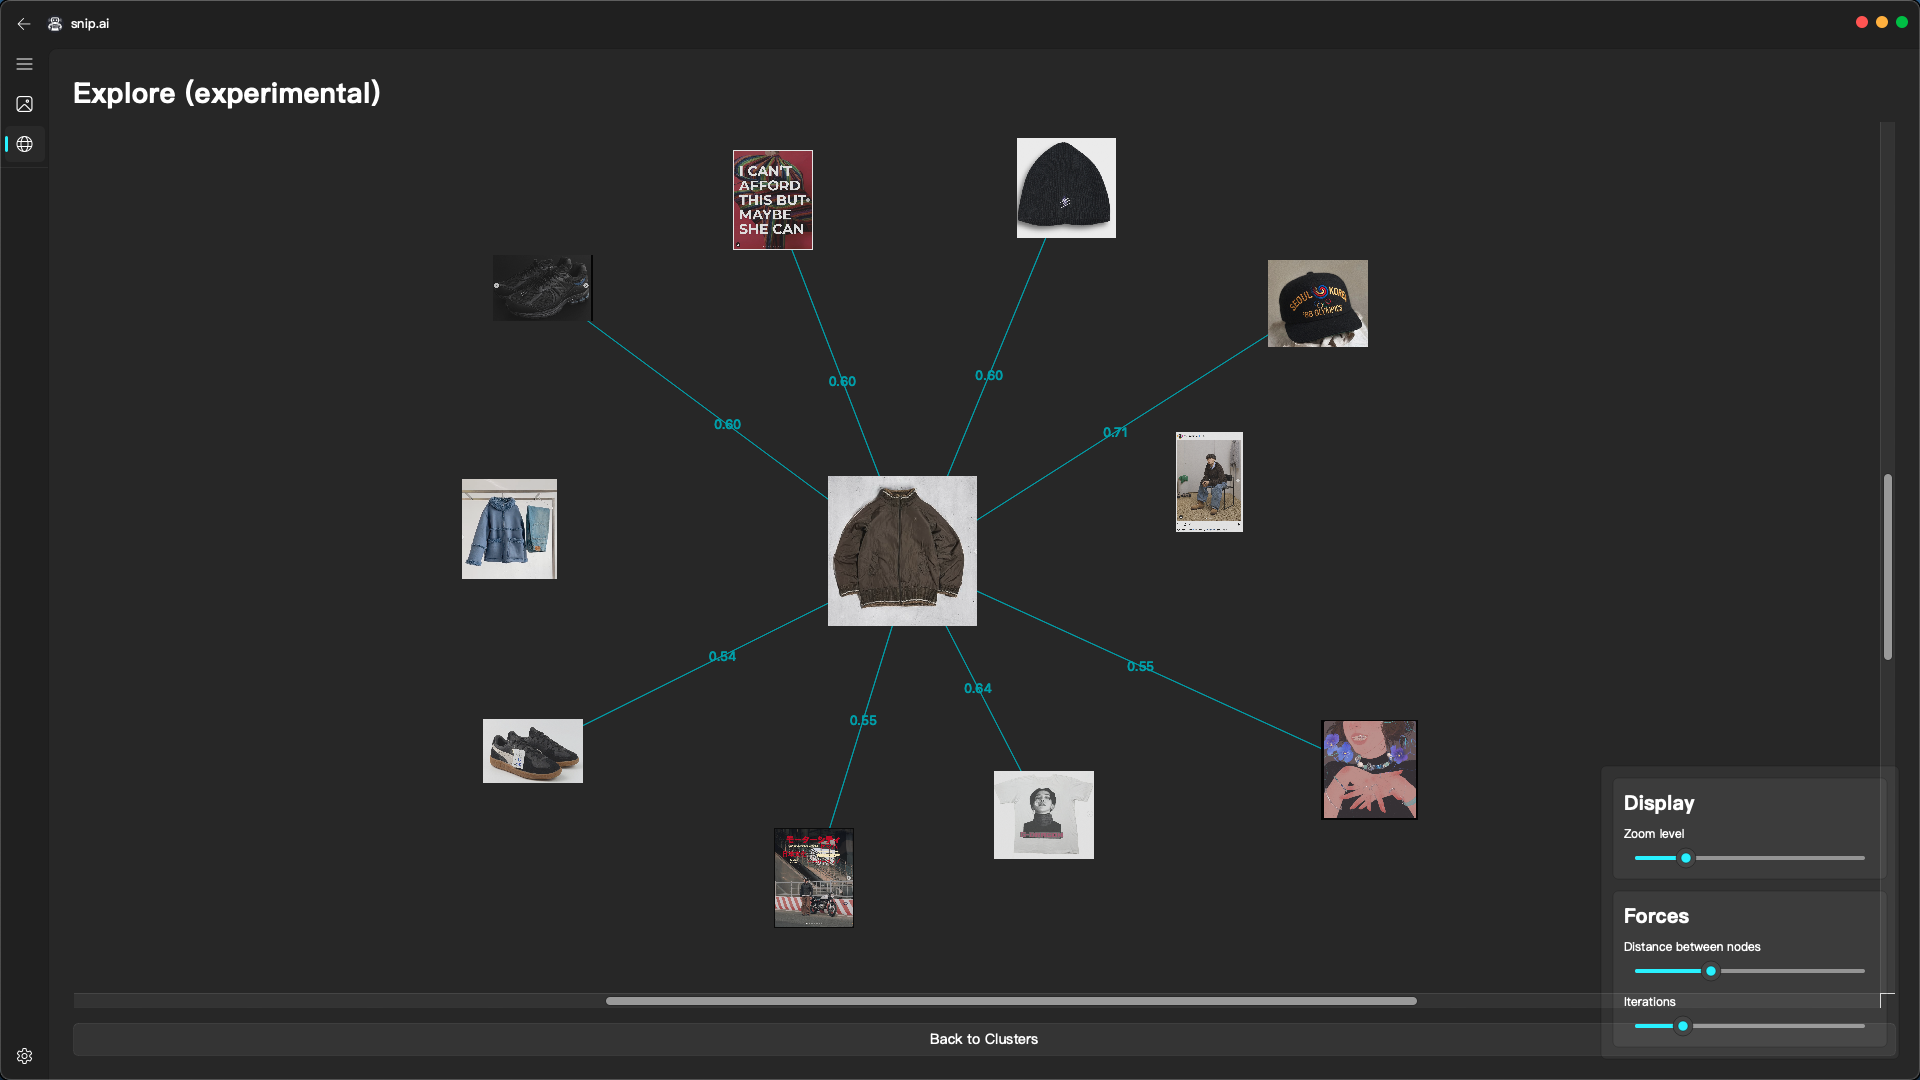 snip.ai
Explore (experimental)
I CAN'T
AFFORD
THIS BUT
MAYBE
SHE CAN
SEOUL KOREA
'88 OLYMPICS
0.60
0.60
0.60
0.71
0.54
0.55
0.64
0.55
Display
Zoom level
Forces
Distance between nodes
Iterations
Back to Clusters